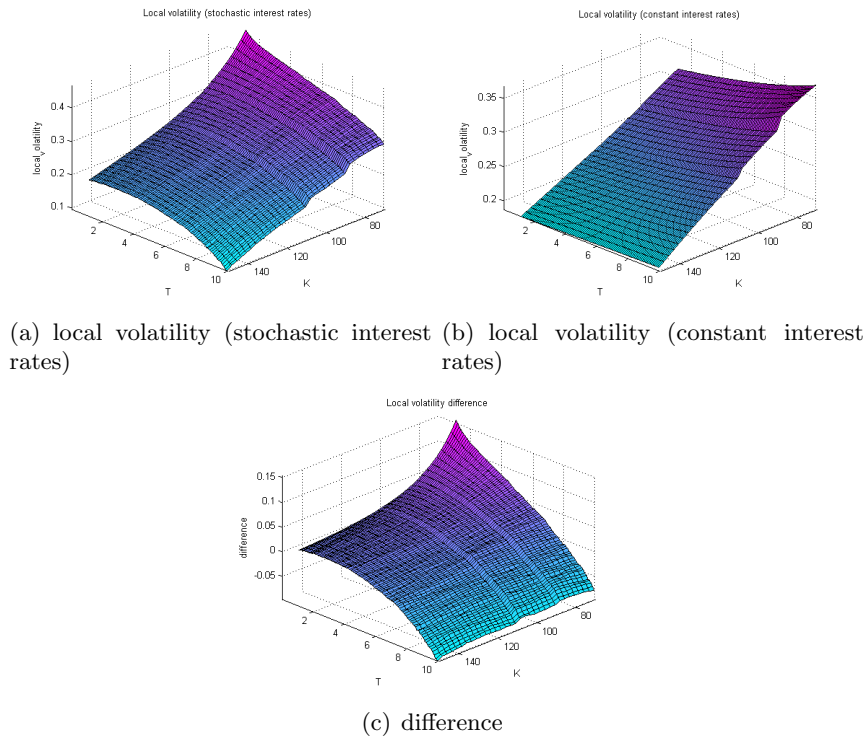 Local volatility (stochastic interest rates)
0.4
0.3
0.2
0.1
local_volatility
2
4
6
8
10
T
140
120
100
80
K
Local volatility (constant interest rates)
0.35
0.3
0.25
0.2
local_volatility
2
4
6
8
10
T
140
120
100
80
K
(a) local volatility (stochastic interest
rates)
(b) local volatility (constant interest
rates)
Local volatility difference
0.15
0.1
0.05
0
-0.05
difference
2
4
6
8
10
T
140
120
100
80
K
(c) difference